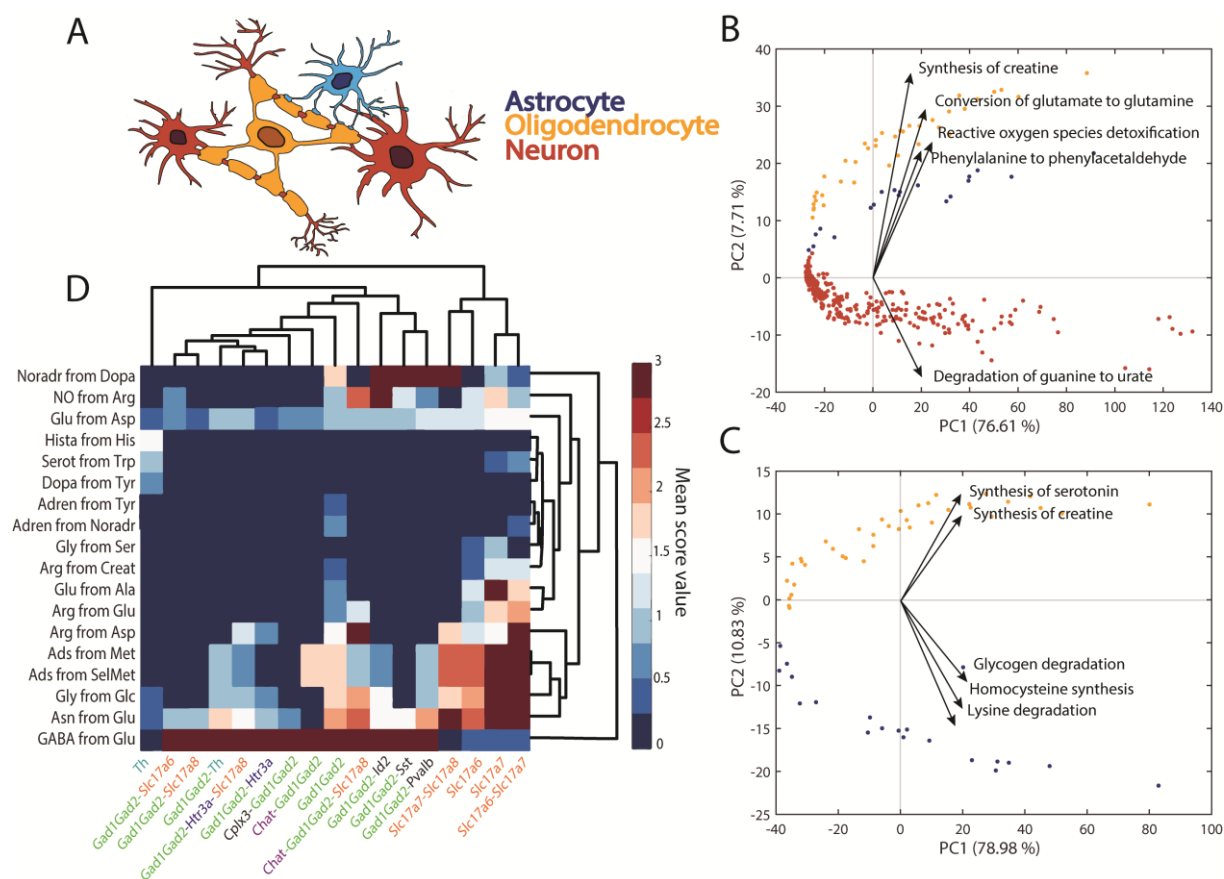 A
Astrocyte
Oligodendrocyte
Neuron
B
40
30
20
10
0
-10
-20
PC2 (7.71 %)
Synthesis of creatine
Conversion of glutamate to glutamine
Reactive oxygen species detoxification
Phenylalanine to phenylacetaldehyde
Degradation of guanine to urate
-40 -20 0 20 40 60 80 100 120 140
PC1 (76.61 %)
C
15
10
5
0
-5
-10
-15
-20
-25
PC2 (10.83 %)
Synthesis of serotonin
Synthesis of creatine
Glycogen degradation
Homocysteine synthesis
Lysine degradation
-40 -20 0 20 40 60 80 100
PC1 (78.98 %)
D
Noradr from Dopa
NO from Arg
Glu from Asp
Hista from His
Serot from Trp
Dopa from Tyr
Adren from Tyr
Adren from Noradr
Gly from Ser
Arg from Creat
Glu from Ala
Arg from Glu
Arg from Asp
Ads from Met
Ads from SelMet
Gly from Glc
Asn from Glu
GABA from Glu
Th
Gad1Gad2-Slc17a6
Gad1Gad2-Slc17a8
Gad1Gad2-Th
Gad1Gad2-Htr3a-Slc17a8
Gad1Gad2-Htr3a
Cplx3-Gad1Gad2
Chat-Gad1Gad2
Gad1Gad2
Chat-Gad1Gad2-Slc17a8
Gad1Gad2-Id2
Gad1Gad2-Sst
Gad1Gad2-Pvalb
Slc17a7-Slc17a8
Slc17a6
Slc17a7
Slc17a6-Slc17a7
3
2.5
2
1.5
1
0.5
0
Mean score value